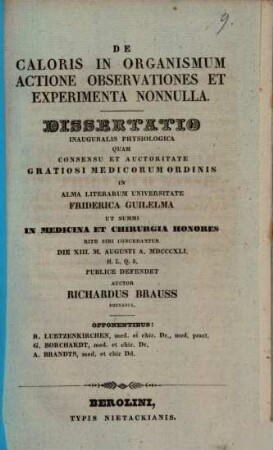 9.
DE
CALORIS IN ORGANISMUM
ACTIONE OBSERVATIONES ET
EXPERIMENTA NONNULLA.
DISSERTATIO
INAUGURALIS PHYSIOLOGICA
QUAM
CONSENSU ET AUCTORITATE
GRATIOSI MEDICORUM ORDINIS
IN
ALMA LITERARUM UNIVERSITATE
FRIDERICA GUILELMA
UT SUMMI
IN MEDICINA ET CHIRURGIA HONORES
RITE SIBI CONCEDANTUR
DIE XIII. M. AUGUSTI A. MDCCCXLI.
H. L. Q. S.
PUBLICE DEFENDET
AUCTOR
RICHARDUS BRAUSS
OPPONENTIBUS:
R. LUETZENKIRCHEN, med. et chir. Dr., med. pract.
G. BORCHARDT, med. et chir. Dr.
A. BRANDTS, med. et chir Dd.
BEROLINI,
TYPIS NIETACKIANIS.